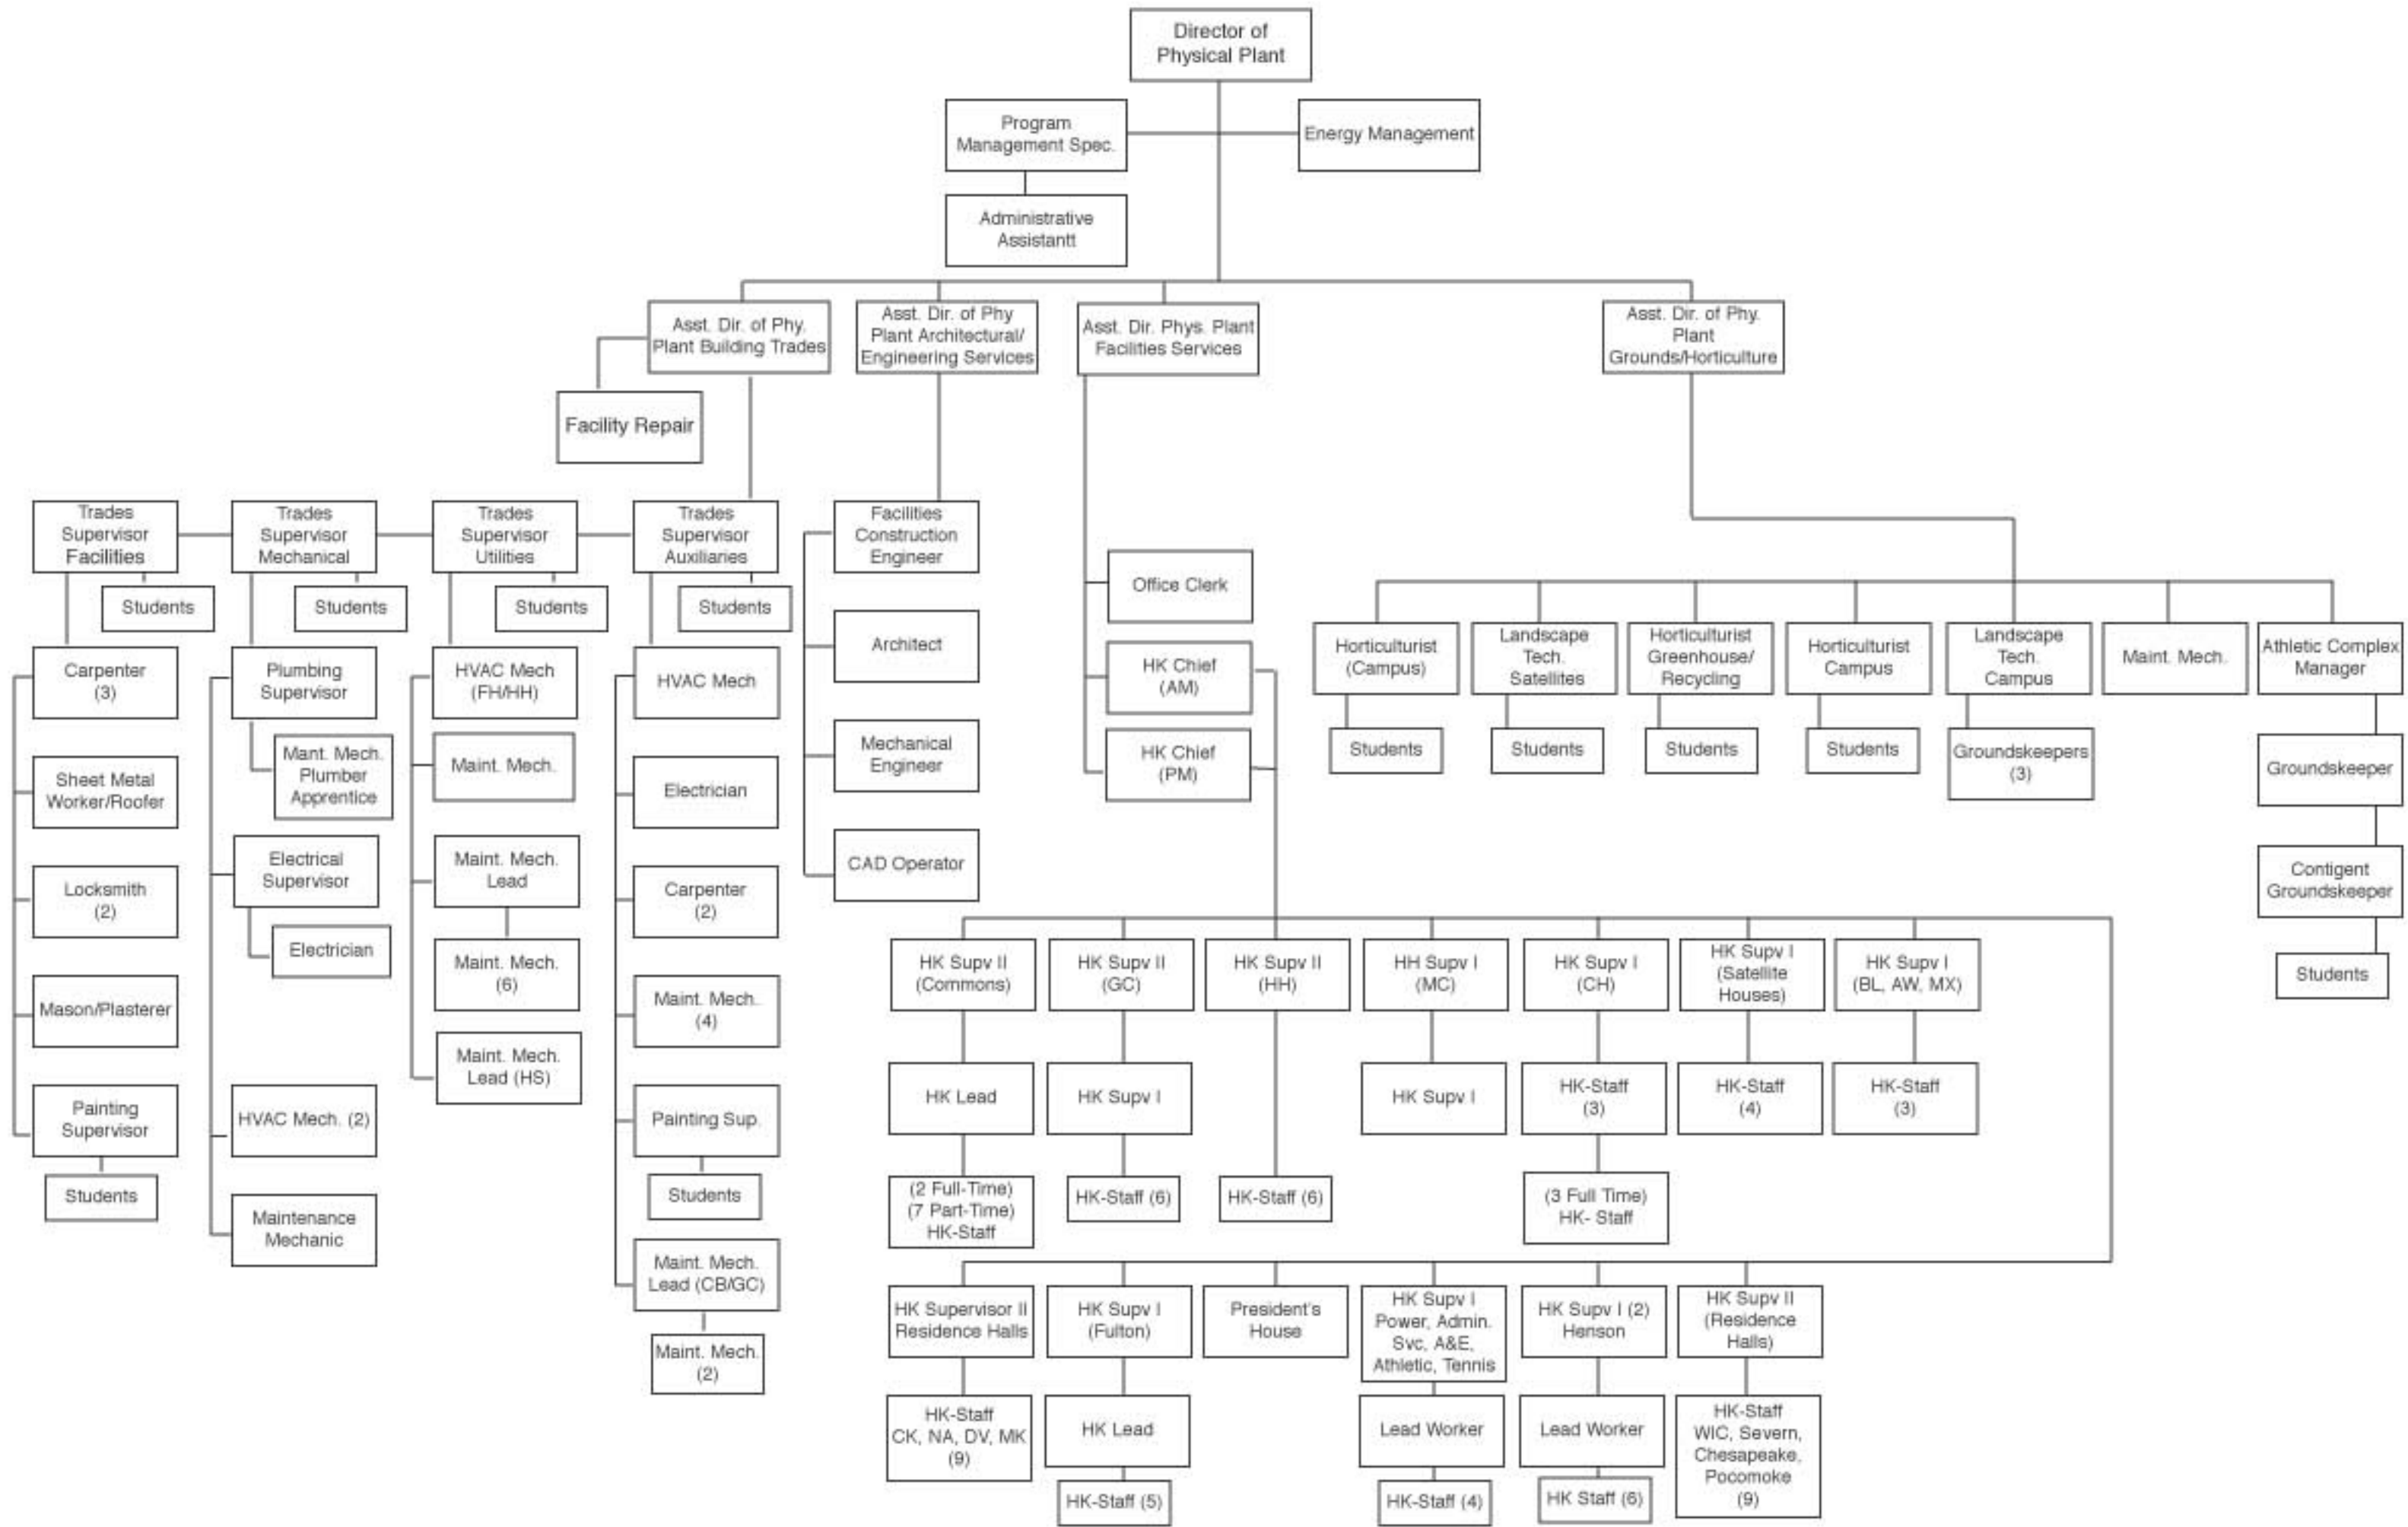 Director of
Physical Plant
Program
Management Spec.
Energy Management
Administrative
Assistantt
Asst. Dir. of Phy.
Plant Building Trades
Asst. Dir. of Phy
Plant Architectural/
Engineering Services
Asst. Dir. Phys. Plant
Facilities Services
Asst. Dir. of Phy.
Plant
Grounds/Horticulture
Facility Repair
Trades
Supervisor
Facilities
Trades
Supervisor
Mechanical
Trades
Supervisor
Utilities
Trades
Supervisor
Auxiliaries
Facilities
Construction
Engineer
Students
Students
Students
Students
Carpenter
(3)
Sheet Metal
Worker/Roofer
Locksmith
(2)
Mason/Plasterer
Painting
Supervisor
Students
Plumbing
Supervisor
Mant. Mech.
Plumber
Apprentice
Electrical
Supervisor
Electrician
HVAC Mech. (2)
Maintenance
Mechanic
HVAC Mech
(FH/HH)
Maint. Mech.
Maint. Mech.
Lead
Maint. Mech.
(6)
Maint. Mech.
Lead (HS)
HVAC Mech
Electrician
Carpenter
(2)
Maint. Mech.
(4)
Painting Sup.
Students
Maint. Mech.
Lead (CB/GC)
Maint. Mech.
(2)
Architect
Mechanical
Engineer
CAD Operator
Office Clerk
HK Chief
(AM)
HK Chief
(PM)
Horticulturist
(Campus)
Landscape
Tech.
Satellites
Horticulturist
Greenhouse/
Recycling
Horticulturist
Campus
Landscape
Tech.
Campus
Maint. Mech.
Athletic Complex
Manager
Students
Students
Students
Students
Groundskeepers
(3)
Groundskeeper
Contigent
Groundskeeper
Students
HK Supv II
(Commons)
HK Supv II
(GC)
HK Supv II
(HH)
HH Supv I
(MC)
HK Supv I
(CH)
HK Supv I
(Satellite
Houses)
HK Supv I
(BL, AW, MX)
HK Lead
HK Supv I
HK Supv I
HK-Staff
(3)
HK-Staff
(4)
HK-Staff
(3)
(2 Full-Time)
(7 Part-Time)
HK-Staff
HK-Staff (6)
HK-Staff (6)
(3 Full Time)
HK- Staff
HK Supervisor II
Residence Halls
HK Supv I
(Fulton)
President's
House
HK Supv I
Power, Admin.
Svc, A&E,
Athletic, Tennis
HK Supv I (2)
Henson
HK Supv II
(Residence
Halls)
HK-Staff
CK, NA, DV, MK
(9)
HK Lead
Lead Worker
Lead Worker
HK-Staff
WIC, Severn,
Chesapeake,
Pocomoke
(9)
HK-Staff (5)
HK-Staff (4)
HK Staff (6)